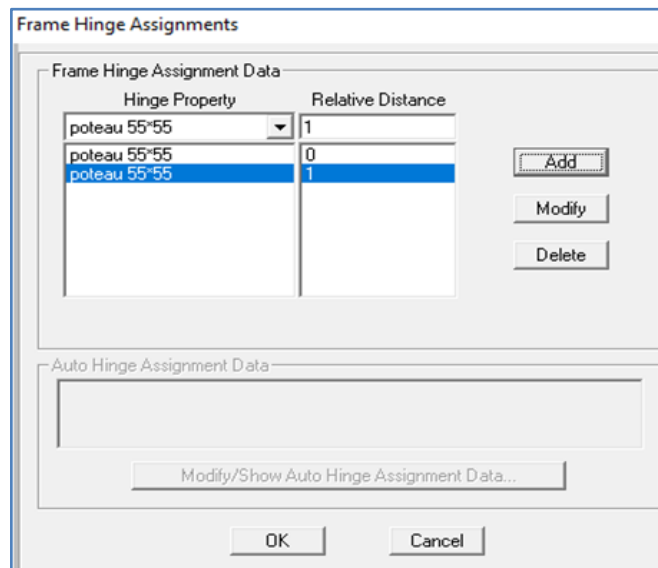 Frame Hinge Assignments
Frame Hinge Assignment Data
Hinge Property Relative Distance
poteau 55*55 1
poteau 55*55 0
poteau 55*55 1
Add
Modify
Delete
Auto Hinge Assignment Data
Modify/Show Auto Hinge Assignment Data...
OK Cancel